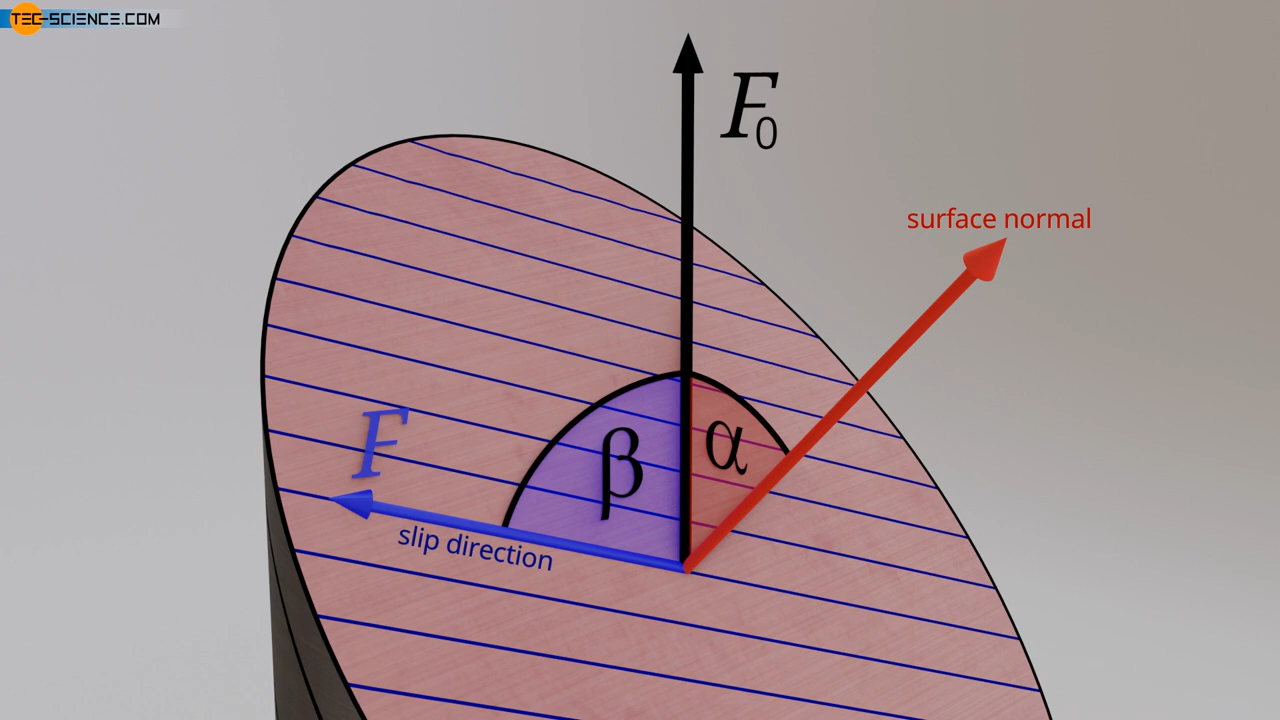 TEC-SCIENCE.COM
F₀
surface normal
α
β
F
slip direction